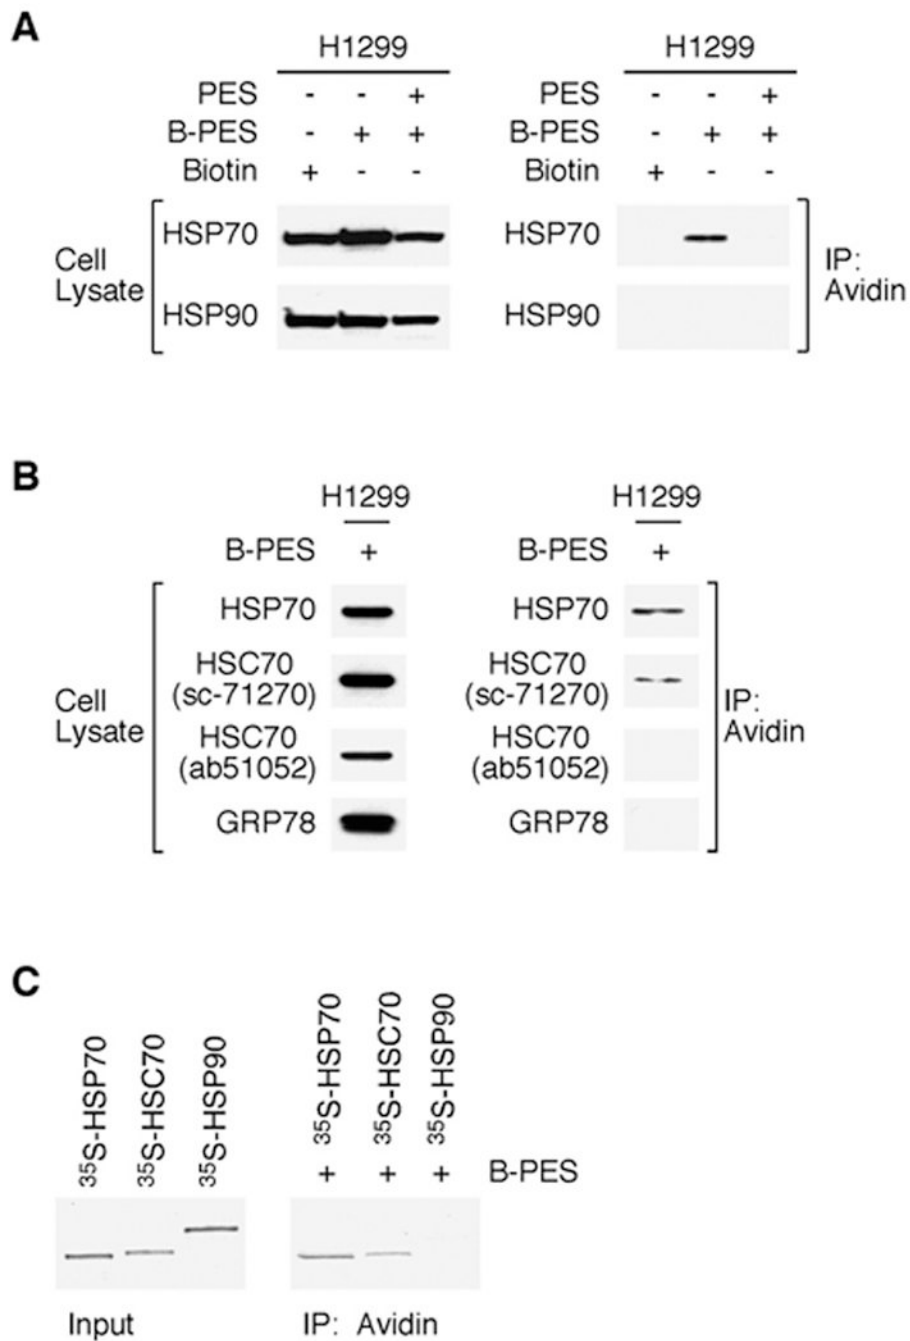 A
H1299
PES - - +
B-PES - + +
Biotin + - -
Cell
Lysate
HSP70
HSP90
H1299
PES - - +
B-PES - + +
Biotin + - -
HSP70
HSP90
IP:
Avidin
B
H1299
B-PES +
Cell
Lysate
HSP70
HSC70
(sc-71270)
HSC70
(ab51052)
GRP78
H1299
B-PES +
HSP70
HSC70
(sc-71270)
HSC70
(ab51052)
GRP78
IP:
Avidin
C
³⁵S-HSP70
³⁵S-HSC70
³⁵S-HSP90
Input
³⁵S-HSP70
³⁵S-HSC70
³⁵S-HSP90
+ + + B-PES
IP: Avidin